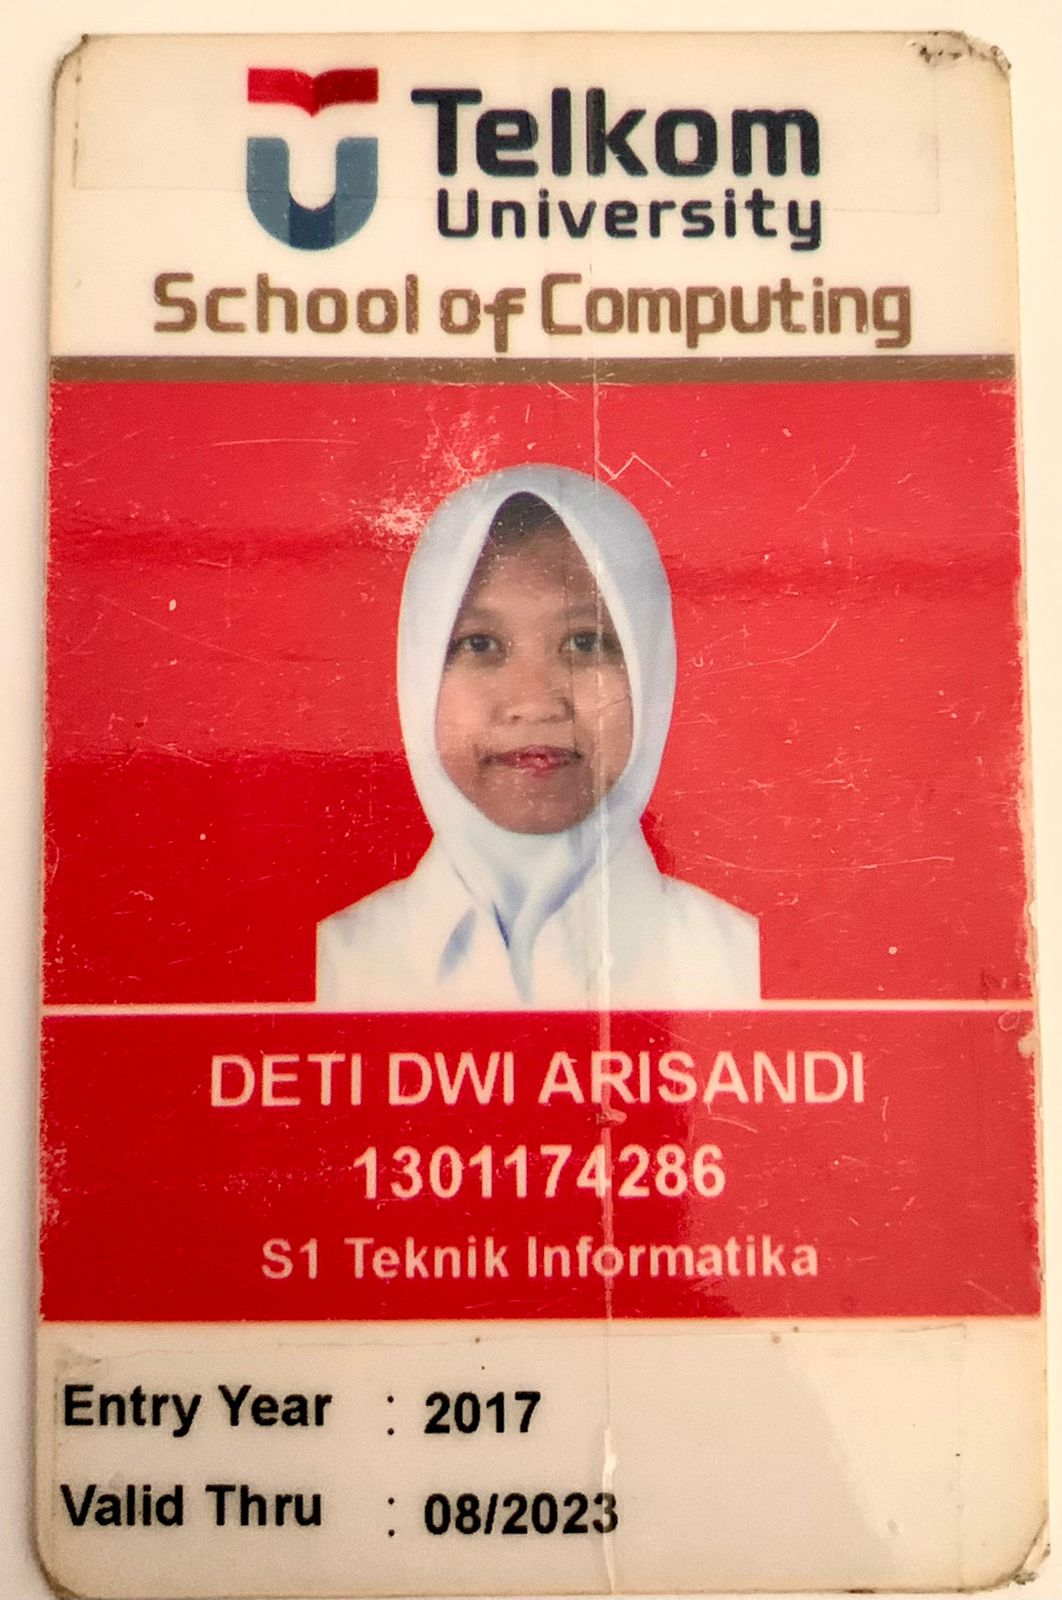 Telkom
University
School of Computing
DETI DWI ARISANDI
1301174286
S1 Teknik Informatika
Entry Year : 2017
Valid Thru : 08/2023